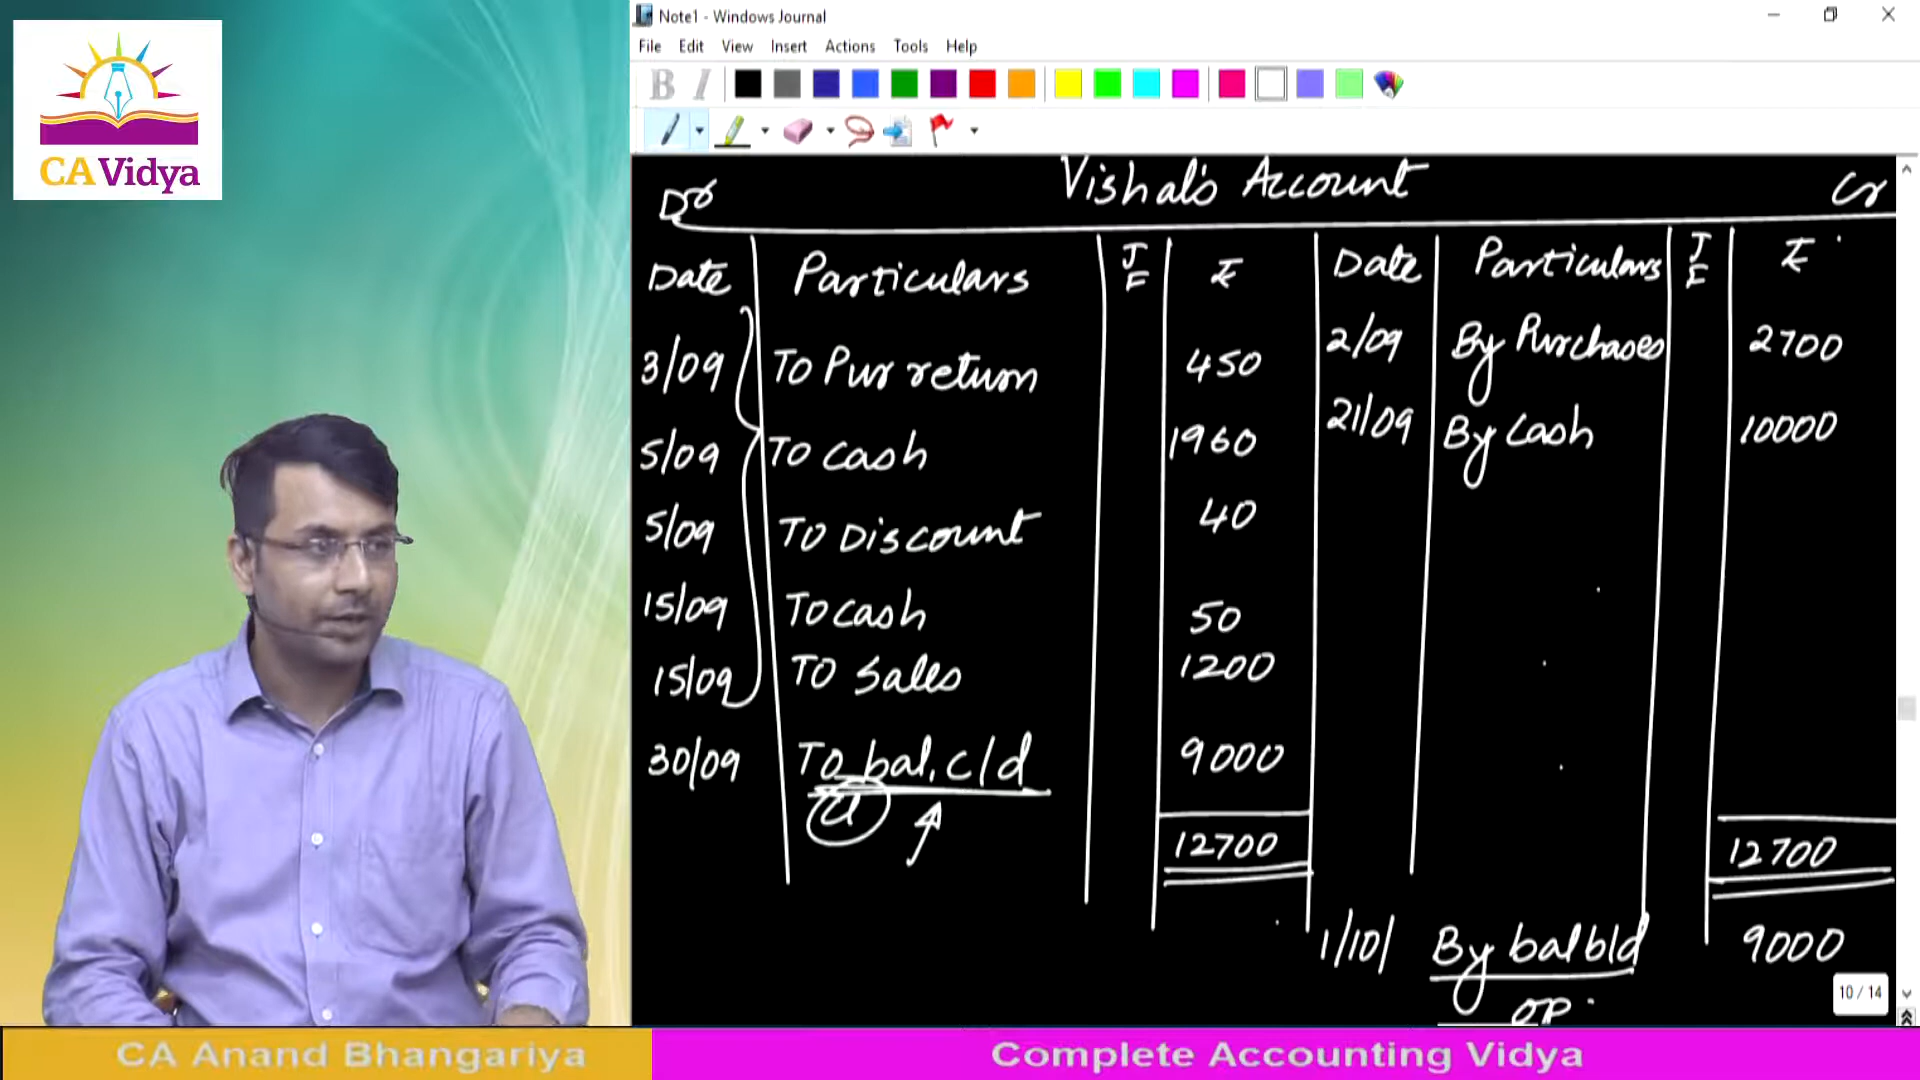 CA Vidya
Note1 - Windows Journal
File Edit View Insert Actions Tools Help
B I
Vishal's Account
Dr Cr
Date Particulars J F ₹ Date Particulars J F ₹
3/09 To Pur return 450 2/09 By Purchases 2700
5/09 To cash 1960 21/09 By Cash 10000
5/09 To Discount 40
15/09 To cash 50
15/09 To Sales 1200
30/09 To bal. c/d 9000
cl
12700 12700
1/10/ By bal b/d 9000
op
10 / 14
CA Anand Bhangariya
Complete Accounting Vidya